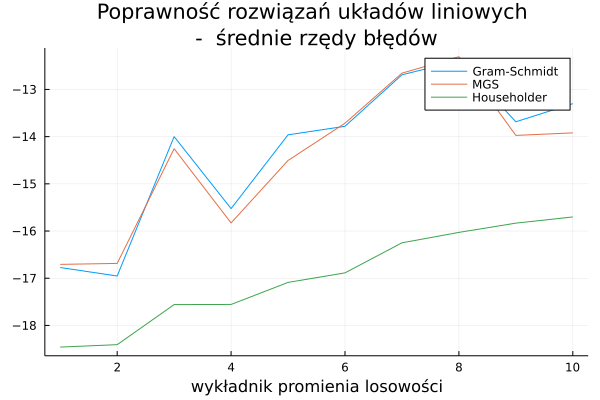 Poprawność rozwiązań układów liniowych
- średnie rzędy błędów
Gram-Schmidt
MGS
Householder
−13
−14
−15
−16
−17
−18
2
4
6
8
10
wykładnik promienia losowości